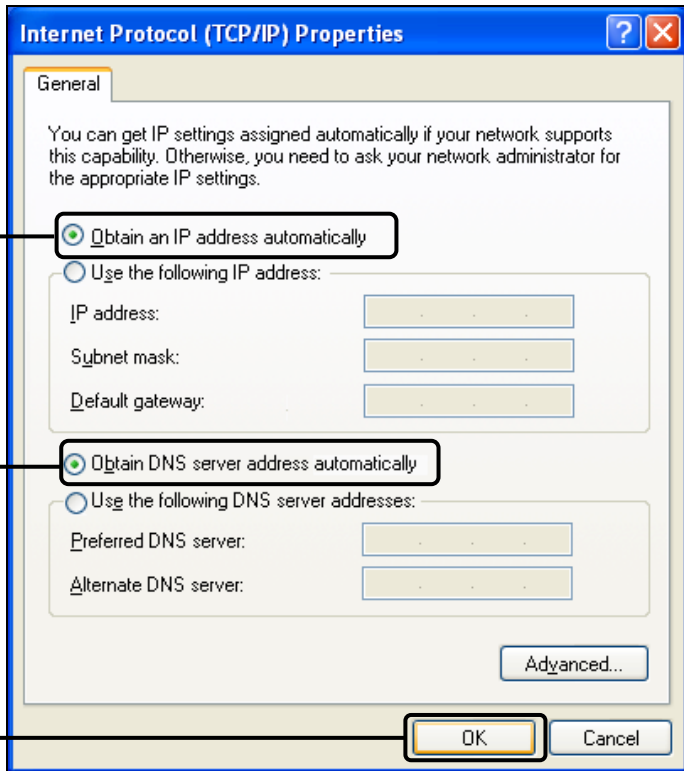 Internet Protocol (TCP/IP) Properties
General
You can get IP settings assigned automatically if your network supports
this capability. Otherwise, you need to ask your network administrator for
the appropriate IP settings.
Obtain an IP address automatically
Use the following IP address:
IP address:
Subnet mask:
Default gateway:
Obtain DNS server address automatically
Use the following DNS server addresses:
Preferred DNS server:
Alternate DNS server:
Advanced...
OK Cancel